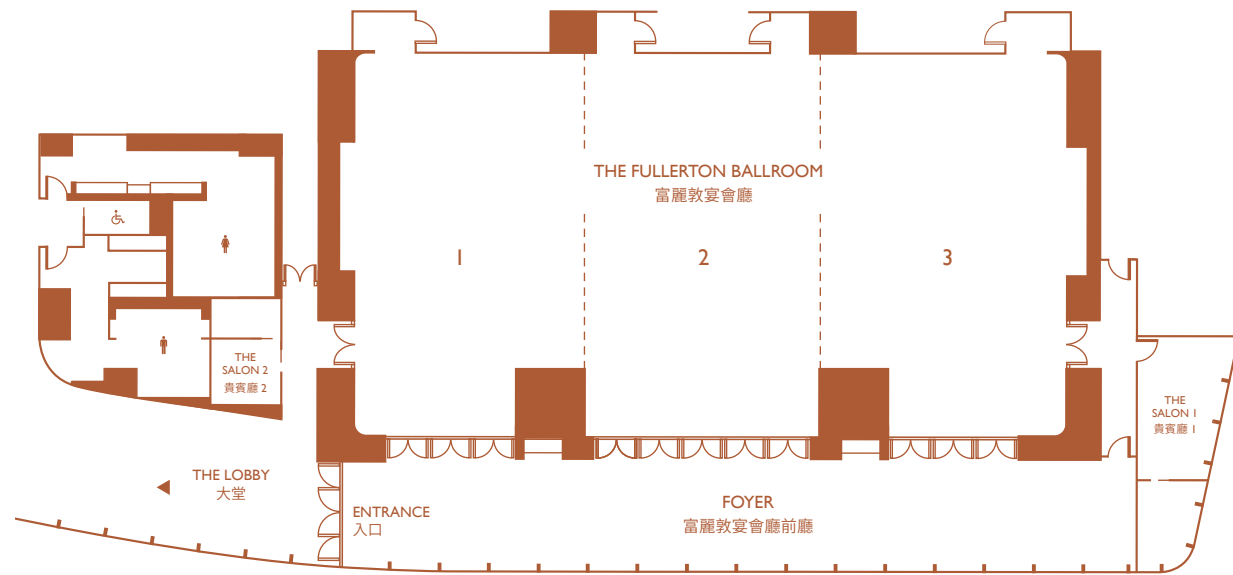 THE FULLERTON BALLROOM
富麗敦宴會廳
1
2
3
THE
SALON 2
貴賓廳 2
THE
SALON 1
貴賓廳 1
THE LOBBY
大堂
ENTRANCE
入口
FOYER
富麗敦宴會廳前廳